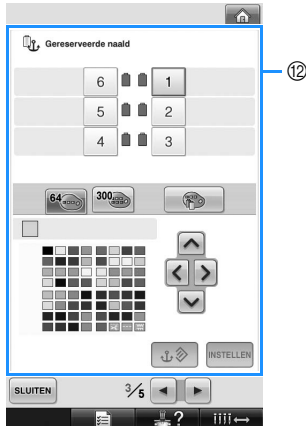 Gereserveerde naald
⑫
6 1
5 2
4 3
64 300
INSTELLEN
SLUITEN 3/5
?